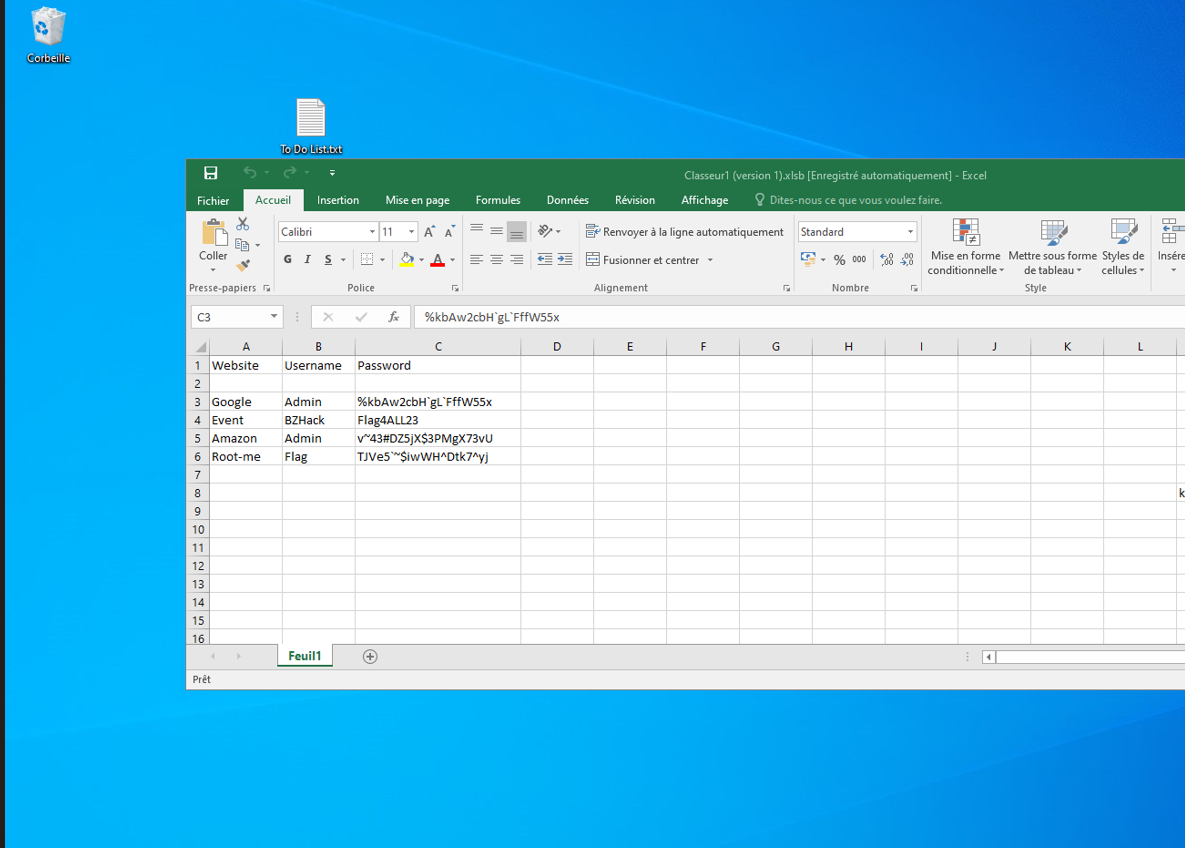 Corbeille
To Do List.txt
Classeur1 (version 1).xlsb [Enregistré automatiquement] - Excel
Fichier Accueil Insertion Mise en page Formules Données Révision Affichage Dites-nous ce que vous voulez faire.
Calibri 11 A A Renvoyer à la ligne automatiquement Standard
Coller G I S A Fusionner et centrer % 000 ,00 ,00 Mise en forme conditionnelle Mettre sous forme de tableau Styles de cellules Insére
Presse-papiers Police Alignement Nombre Style
C3 fx %kbAw2cbH`gL`FffW55x
A B C D E F G H I J K L
1 Website Username Password
2
3 Google Admin %kbAw2cbH`gL`FffW55x
4 Event BZHack Flag4ALL23
5 Amazon Admin v~43#DZ5jX$3PMgX73vU
6 Root-me Flag TJVe5`~$iwWH^Dtk7^yj
7
8 k
9
10
11
12
13
14
15
16
Feuil1
Prêt